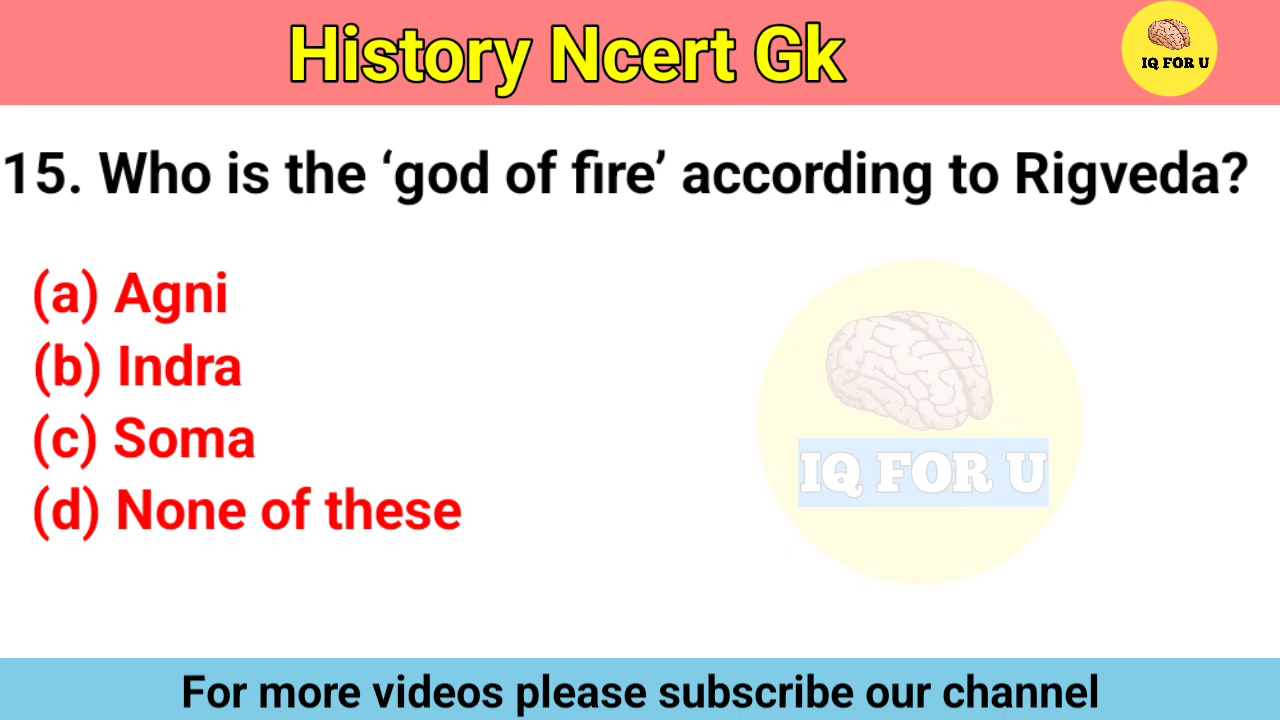 History Ncert Gk
IQ FOR U
15. Who is the ‘god of fire’ according to Rigveda?
(a) Agni
(b) Indra
(c) Soma
(d) None of these
IQ FOR U
For more videos please subscribe our channel